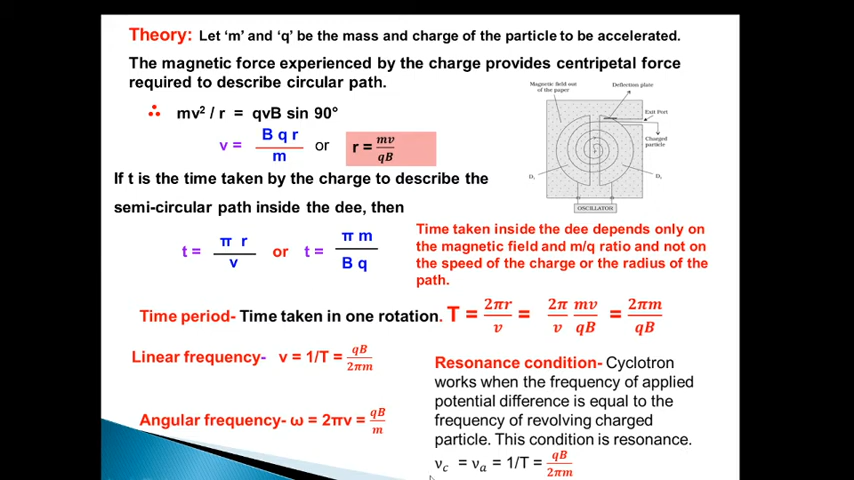 Theory: Let ‘m’ and ‘q’ be the mass and charge of the particle to be accelerated.
The magnetic force experienced by the charge provides centripetal force
required to describe circular path.
∴ mv² / r = qvB sin 90°
v = B q r / m or r = mv / qB
Magnetic field out of the paper
Deflection plate
Exit Port
Charged particle
D₁
D₂
OSCILLATOR
If t is the time taken by the charge to describe the
semi-circular path inside the dee, then
t = π r / v or t = π m / B q
Time taken inside the dee depends only on
the magnetic field and m/q ratio and not on
the speed of the charge or the radius of the
path.
Time period- Time taken in one rotation. T = 2πr / v = 2π / v mv / qB = 2πm / qB
Linear frequency- ν = 1/T = qB / 2πm
Angular frequency- ω = 2πν = qB / m
Resonance condition- Cyclotron
works when the frequency of applied
potential difference is equal to the
frequency of revolving charged
particle. This condition is resonance.
ν_c = ν_a = 1/T = qB / 2πm